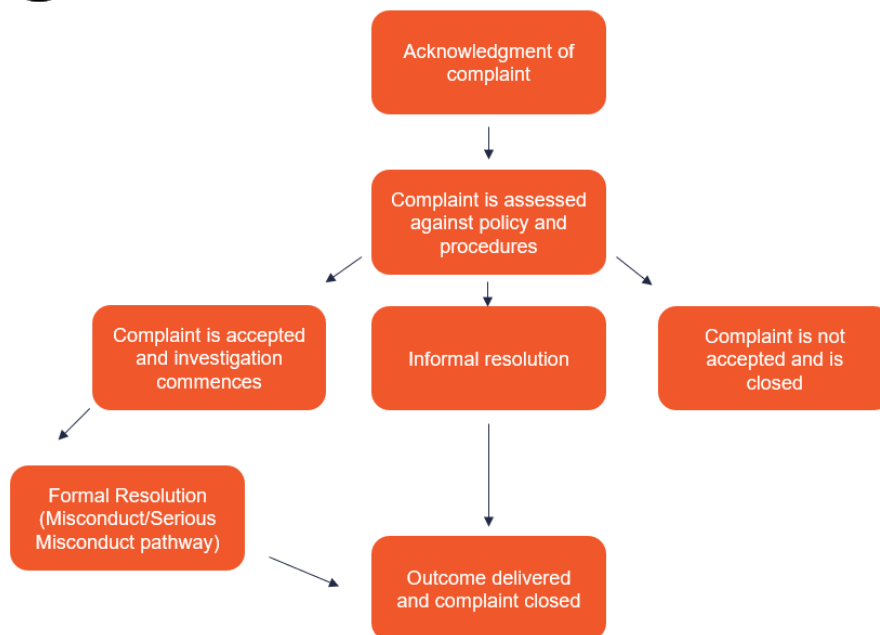 Acknowledgment of
complaint
Complaint is assessed
against policy and
procedures
Complaint is accepted
and investigation
commences
Informal resolution
Complaint is not
accepted and is
closed
Formal Resolution
(Misconduct/Serious
Misconduct pathway)
Outcome delivered
and complaint closed